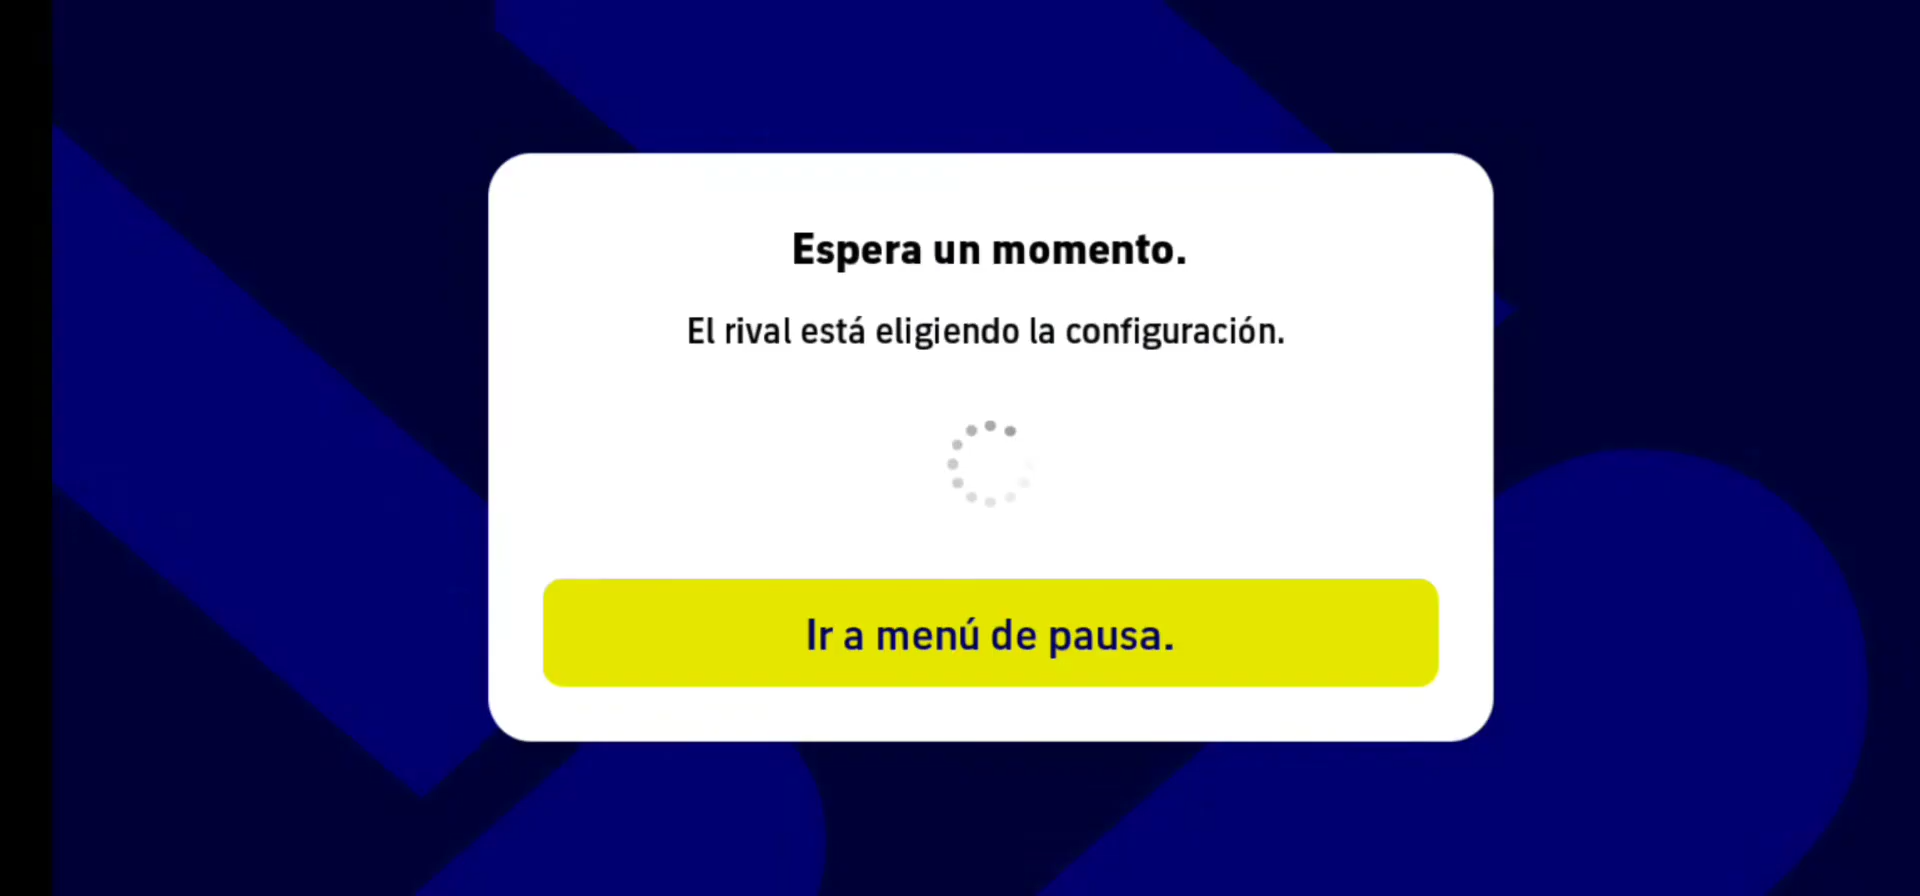 Espera un momento.
El rival está eligiendo la configuración.
Ir a menú de pausa.